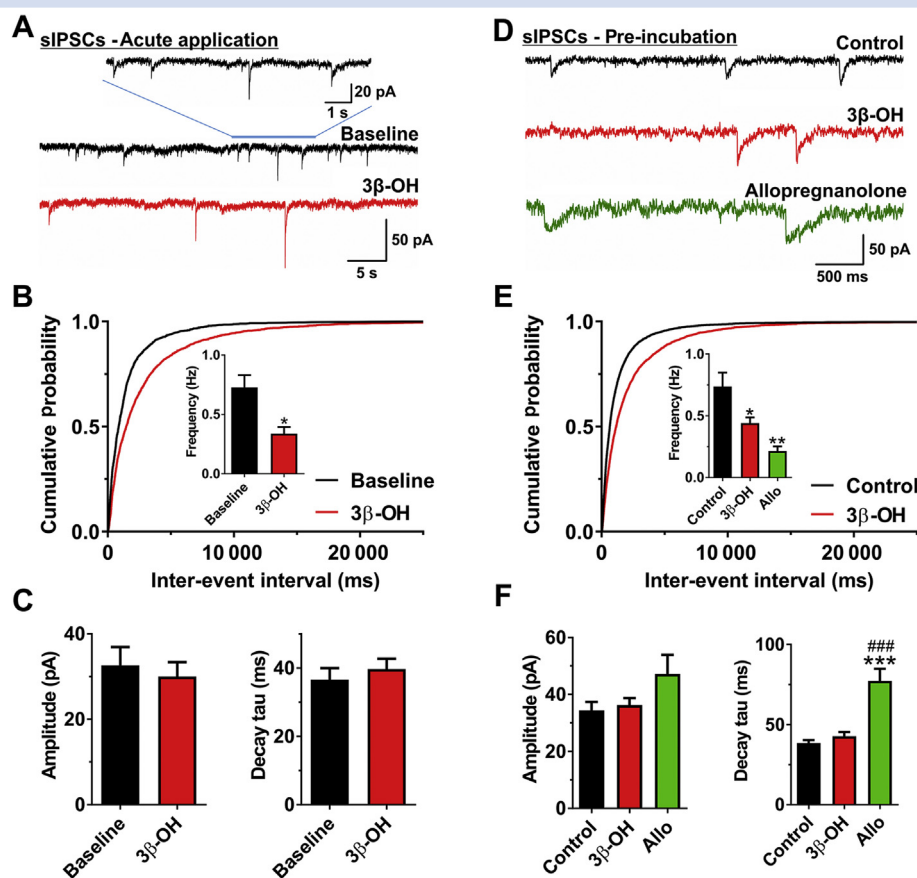 A
sIPSCs - Acute application
20 pA
1 s
Baseline
3β-OH
50 pA
5 s
B
Cumulative Probability
1.0
0.5
0.0
0
10 000
20 000
Inter-event interval (ms)
Frequency (Hz)
1.0
0.5
0.0
*
Baseline
3β-OH
Baseline
3β-OH
C
Amplitude (pA)
40
30
20
10
0
Baseline
3β-OH
Decay tau (ms)
60
40
20
0
Baseline
3β-OH
D
sIPSCs - Pre-incubation
Control
3β-OH
Allopregnanolone
50 pA
500 ms
E
Cumulative Probability
1.0
0.5
0.0
0
10 000
20 000
Inter-event interval (ms)
Frequency (Hz)
1.0
0.5
0.0
*
**
Control
3β-OH
Allo
Control
3β-OH
F
Amplitude (pA)
60
40
20
0
Control
3β-OH
Allo
Decay tau (ms)
100
50
0
###
***
Control
3β-OH
Allo